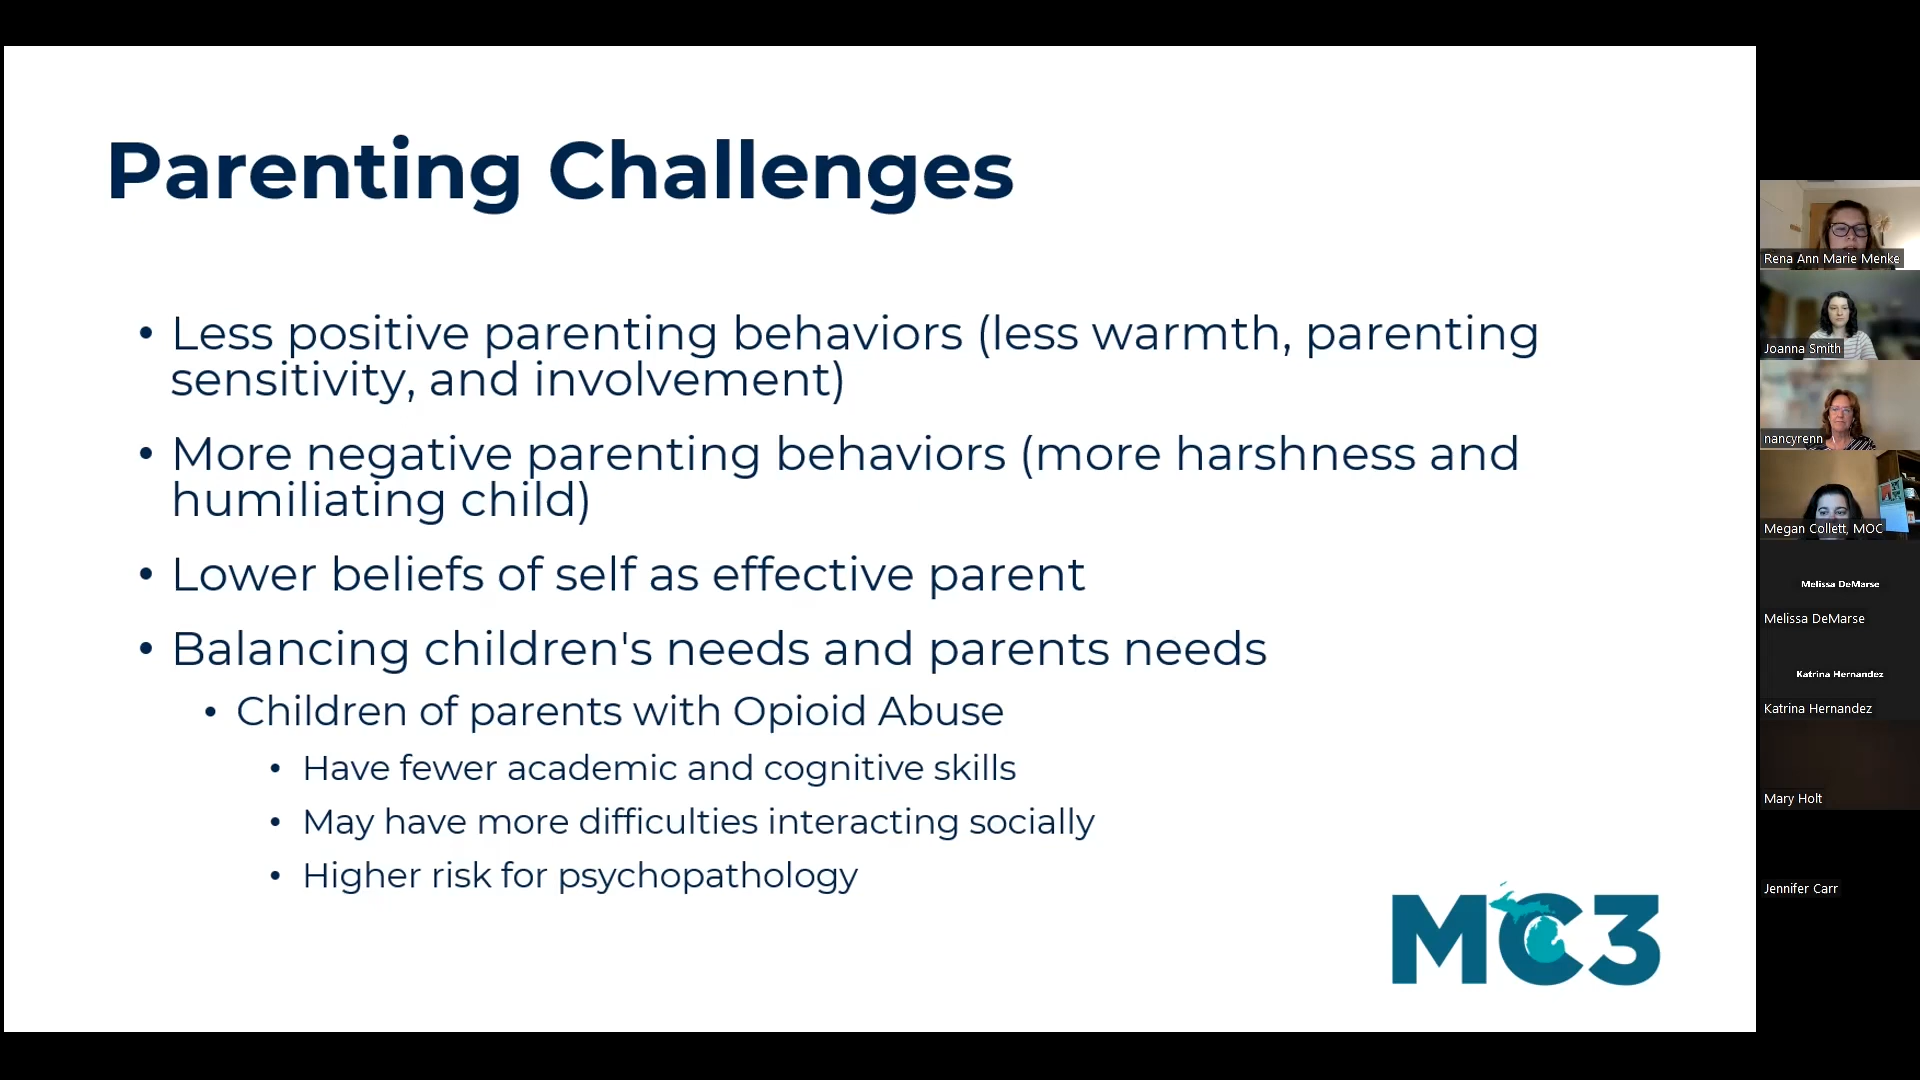 Parenting Challenges
• Less positive parenting behaviors (less warmth, parenting
sensitivity, and involvement)
• More negative parenting behaviors (more harshness and
humiliating child)
• Lower beliefs of self as effective parent
• Balancing children's needs and parents needs
• Children of parents with Opioid Abuse
• Have fewer academic and cognitive skills
• May have more difficulties interacting socially
• Higher risk for psychopathology
MC3
Rena Ann Marie Menke
Joanna Smith
nancyrenn
Megan Collett, MOC
Melissa DeMarse
Melissa DeMarse
Katrina Hernandez
Katrina Hernandez
Mary Holt
Jennifer Carr